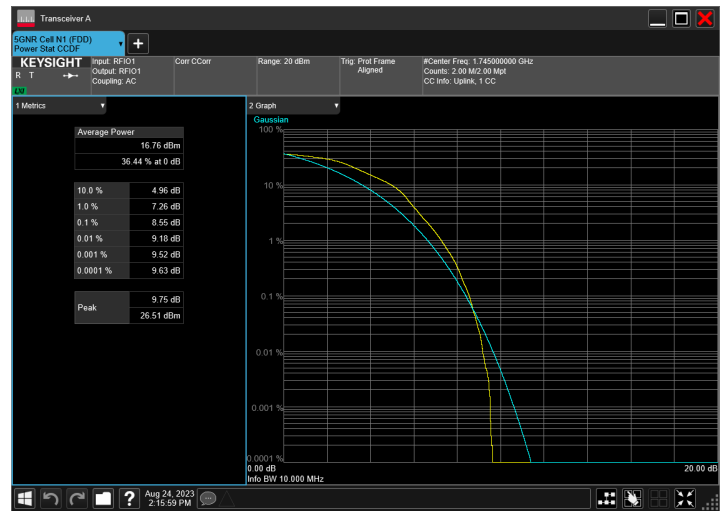 Transceiver A
5GNR Cell N1 (FDD)
Power Stat CCDF
KEYSIGHT
R T
LXI
Input: RFIO1
Output: RFIO1
Coupling: AC
Corr CCorr
Range: 20 dBm
Trig: Prot Frame
Aligned
#Center Freq: 1.745000000 GHz
Counts: 2.00 M/2.00 Mpt
CC Info: Uplink, 1 CC
1 Metrics
Average Power
16.76 dBm
36.44 % at 0 dB
10.0 % 4.96 dB
1.0 % 7.26 dB
0.1 % 8.55 dB
0.01 % 9.18 dB
0.001 % 9.52 dB
0.0001 % 9.63 dB
Peak
9.75 dB
26.51 dBm
2 Graph
Gaussian
100 %
10 %
1 %
0.1 %
0.01 %
0.001 %
0.0001 %
0.00 dB
20.00 dB
Info BW 10.000 MHz
?
Aug 24, 2023
2:15:59 PM